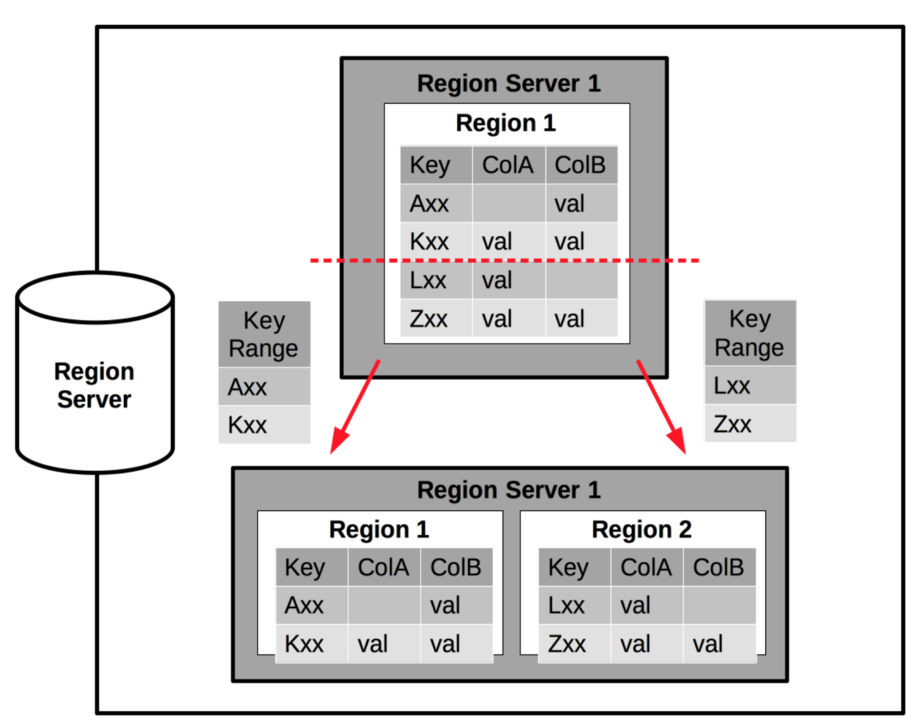 Region Server 1
Region 1
Key ColA ColB
Axx val
Kxx val val
Lxx val
Zxx val val
Region
Server
Key
Range
Axx
Kxx
Key
Range
Lxx
Zxx
Region Server 1
Region 1
Key ColA ColB
Axx val
Kxx val val
Region 2
Key ColA ColB
Lxx val
Zxx val val